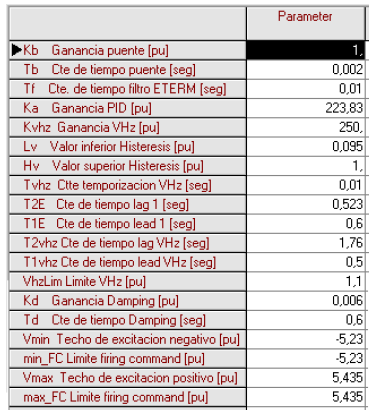 Parameter
Kb Ganancia puente [pu] 1,
Tb Cte de tiempo puente [seg] 0,002
Tf Cte. de tiempo filtro ETERM [seg] 0,01
Ka Ganancia PID [pu] 223,83
Kvhz Ganancia VHz [pu] 250,
Lv Valor inferior Histeresis [pu] 0,095
Hv Valor superior Histeresis [pu] 1,
Tvhz Ctte temporizacion VHz [seg] 0,01
T2E Cte de tiempo lag 1 [seg] 0,523
T1E Cte de tiempo lead 1 [seg] 0,6
T2vhz Cte de tiempo lag VHz [seg] 1,76
T1vhz Cte de tiempo lead VHz [seg] 0,5
VhzLim Limite VHz [pu] 1,1
Kd Ganancia Damping [pu] 0,006
Td Cte de tiempo Damping [seg] 0,6
Vmin Techo de excitacion negativo [pu] -5,23
min_FC Limite firing command [pu] -5,23
Vmax Techo de excitacion positivo [pu] 5,435
max_FC Limite firing command [pu] 5,435